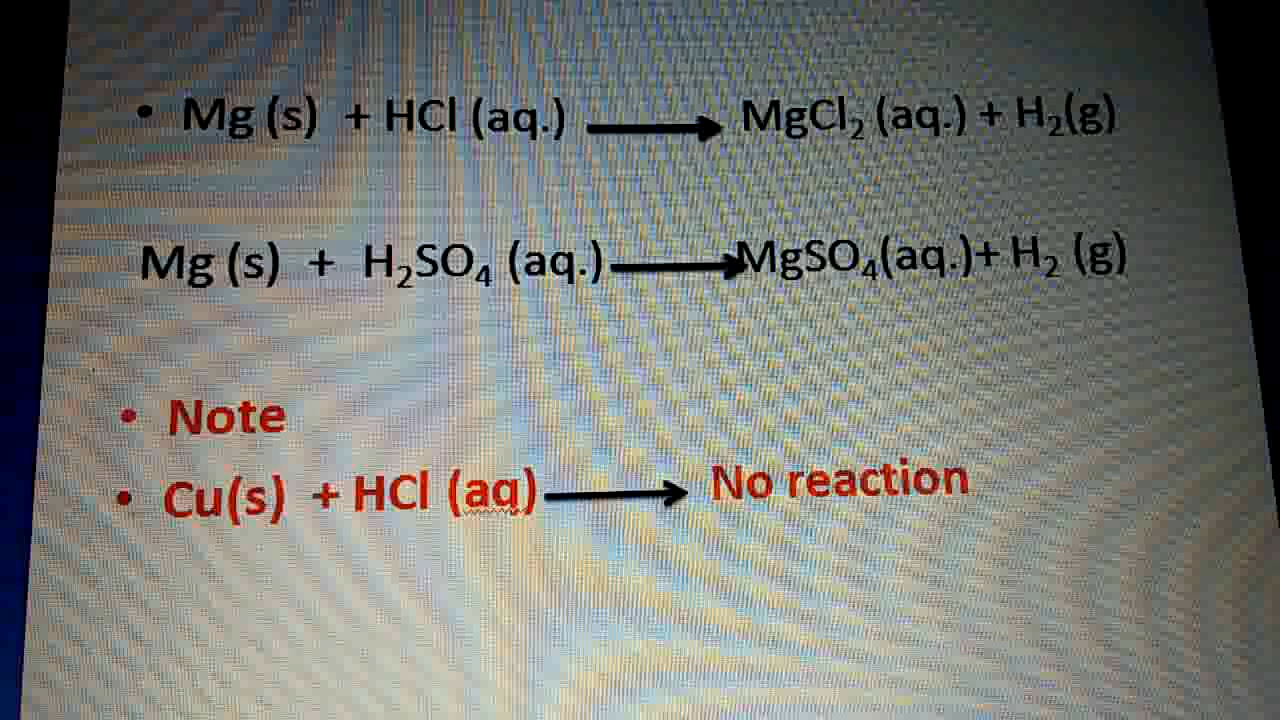 • Mg (s) + HCl (aq.) ⟶ MgCl₂ (aq.) + H₂(g)
Mg (s) + H₂SO₄ (aq.) ⟶ MgSO₄(aq.)+ H₂ (g)
• Note
• Cu(s) + HCl (aq) ⟶ No reaction